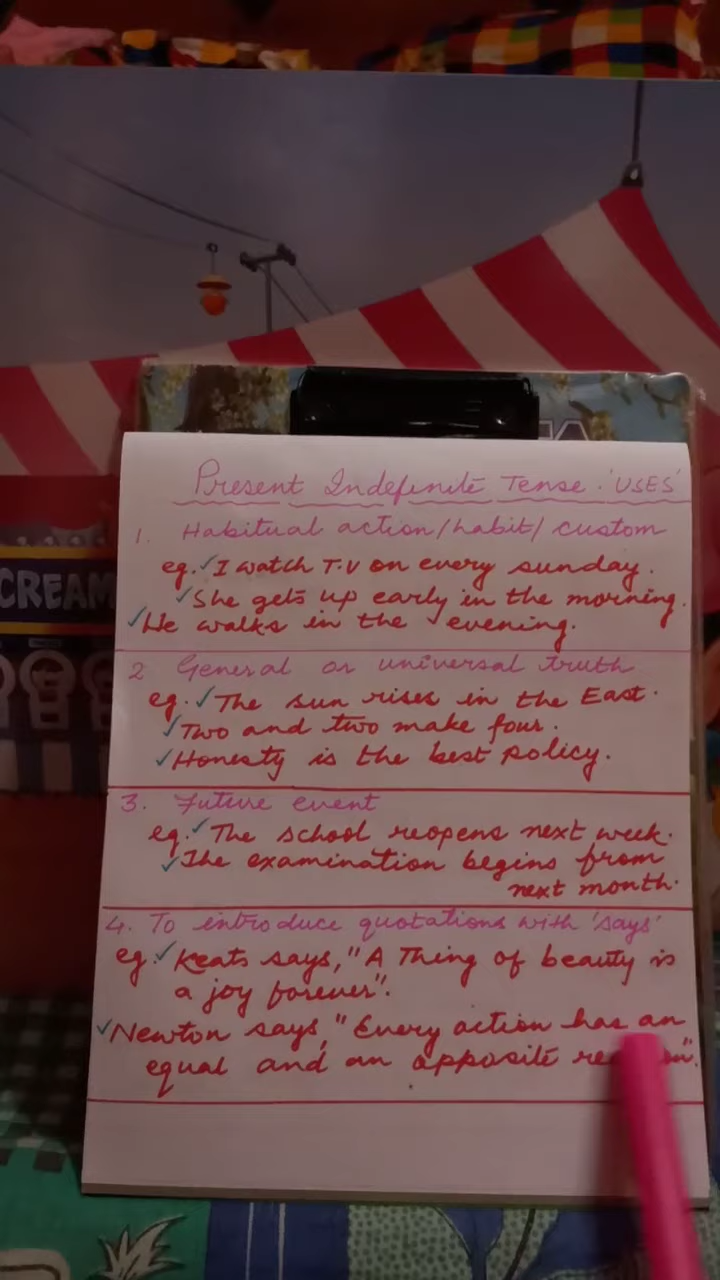 CREAM
Present Indefinite Tense 'USES'
1. Habitual action/habit/custom
eg. ✓I watch T.V on every sunday.
✓She gets up early in the morning.
✓He walks in the evening.
2 General or universal truth
eg. ✓The sun rises in the East.
✓Two and two make four.
✓Honesty is the best policy.
3. Future event
eg. ✓The school reopens next week.
✓The examination begins from
next month.
4. To introduce quotations with 'says'
eg. ✓Keats says, "A Thing of beauty is
a joy forever".
✓Newton says, "Every action has an
equal and an opposite